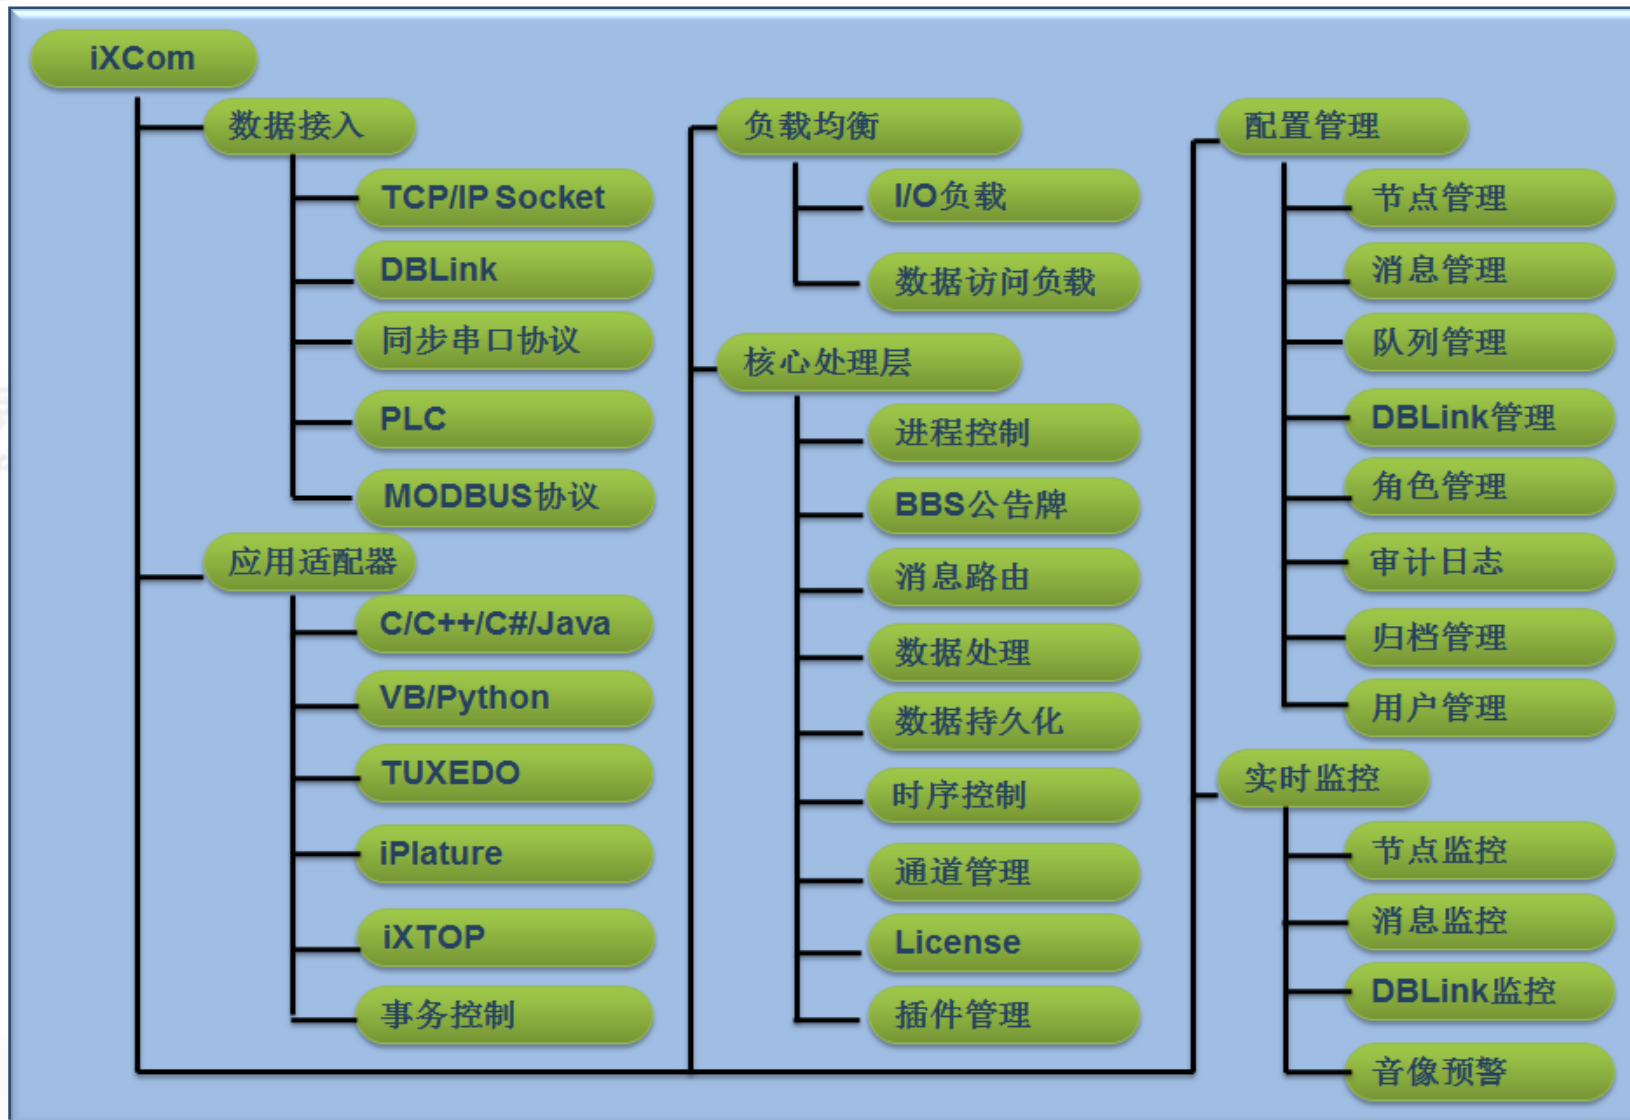 iXCom
数据接入
TCP/IP Socket
DBLink
同步串口协议
PLC
MODBUS协议
应用适配器
C/C++/C#/Java
VB/Python
TUXEDO
iPlature
iXTOP
事务控制
负载均衡
I/O负载
数据访问负载
核心处理层
进程控制
BBS公告牌
消息路由
数据处理
数据持久化
时序控制
通道管理
License
插件管理
配置管理
节点管理
消息管理
队列管理
DBLink管理
角色管理
审计日志
归档管理
用户管理
实时监控
节点监控
消息监控
DBLink监控
音像预警